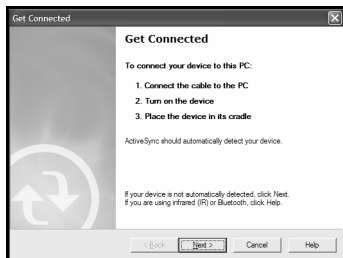 Get Connected
Get Connected
To connect your device to this PC:
1. Connect the cable to the PC
2. Turn on the device
3. Place the device in its cradle
ActiveSync should automatically detect your device.
If your device is not automatically detected, click Next.
If you are using infrared (IR) or Bluetooth, click Help.
< Back Next > Cancel Help